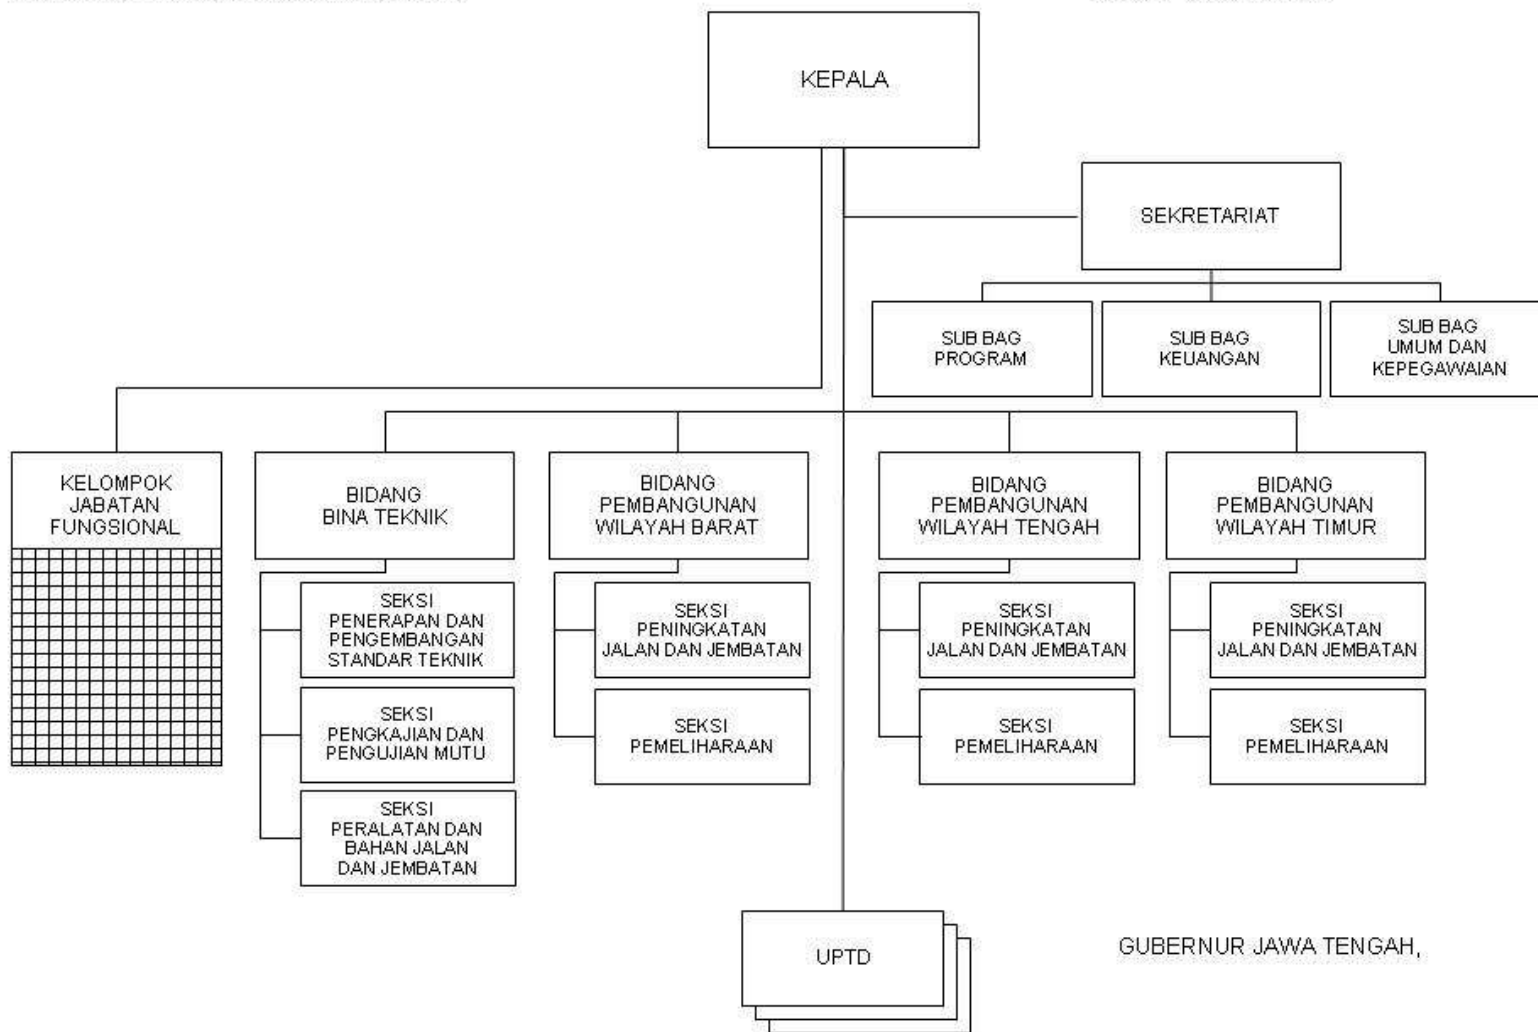 KEPALA
SEKRETARIAT
SUB BAG
PROGRAM
SUB BAG
KEUANGAN
SUB BAG
UMUM DAN
KEPEGAWAIAN
KELOMPOK
JABATAN
FUNGSIONAL
BIDANG
BINA TEKNIK
BIDANG
PEMBANGUNAN
WILAYAH BARAT
BIDANG
PEMBANGUNAN
WILAYAH TENGAH
BIDANG
PEMBANGUNAN
WILAYAH TIMUR
SEKSI
PENERAPAN DAN
PENGEMBANGAN
STANDAR TEKNIK
SEKSI
PENINGKATAN
JALAN DAN JEMBATAN
SEKSI
PENINGKATAN
JALAN DAN JEMBATAN
SEKSI
PENINGKATAN
JALAN DAN JEMBATAN
SEKSI
PENGKAJIAN DAN
PENGUJIAN MUTU
SEKSI
PEMELIHARAAN
SEKSI
PEMELIHARAAN
SEKSI
PEMELIHARAAN
SEKSI
PERALATAN DAN
BAHAN JALAN
DAN JEMBATAN
UPTD
GUBERNUR JAWA TENGAH,